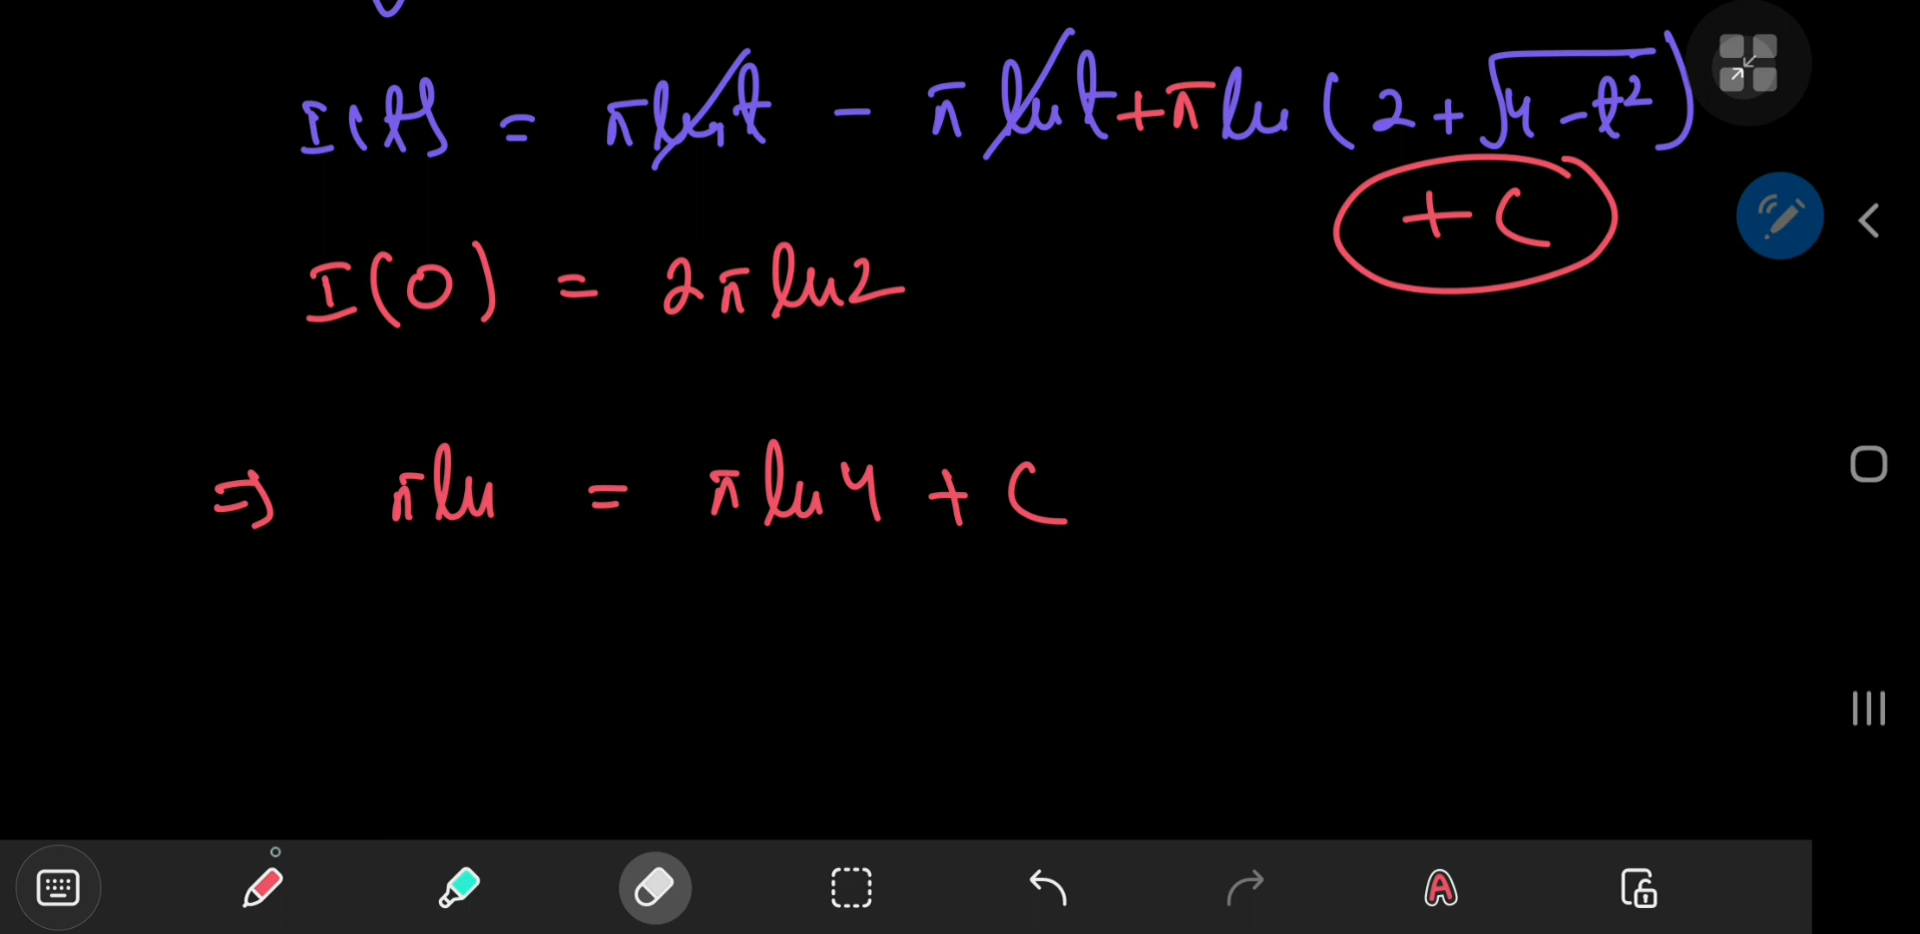 I(t) = π ln t - π ln t + π ln (2 + √4 - t²)
+ C
I(0) = 2π ln 2
⇒ π ln = π ln 4 + C
A